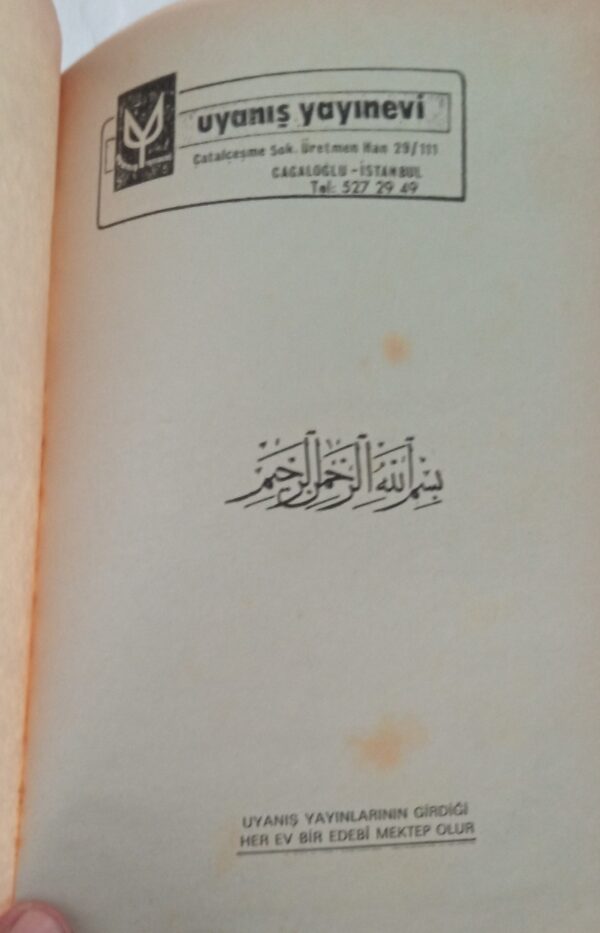 uyanış yayınevi
Çatalçeşme Sok. Üretmen Han 29/111
CAĞALOĞLU - İSTANBUL
Tel: 527 29 49
بسم الله الرحمن الرحيم
UYANIŞ YAYINLARININ GİRDİĞİ
HER EV BİR EDEBİ MEKTEP OLUR